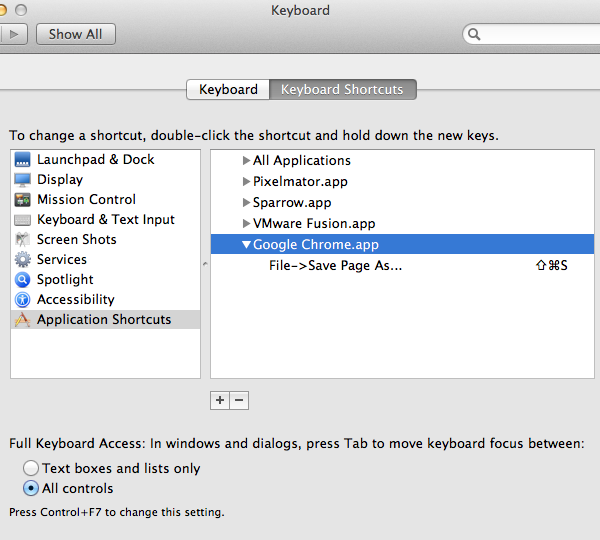 Keyboard
Show All
Keyboard Keyboard Shortcuts
To change a shortcut, double-click the shortcut and hold down the new keys.
Launchpad & Dock
Display
Mission Control
Keyboard & Text Input
Screen Shots
Services
Spotlight
Accessibility
Application Shortcuts
All Applications
Pixelmator.app
Sparrow.app
VMware Fusion.app
Google Chrome.app
File->Save Page As... ⇧⌘S
Full Keyboard Access: In windows and dialogs, press Tab to move keyboard focus between:
Text boxes and lists only
All controls
Press Control+F7 to change this setting.